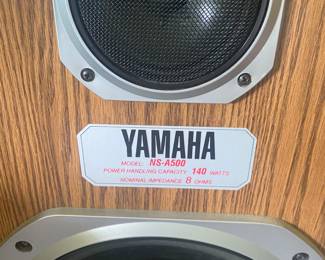 YAMAHA
MODEL: NS-A500
POWER HANDLING CAPACITY: 140 WATTS
NOMINAL IMPEDANCE: 8 OHMS